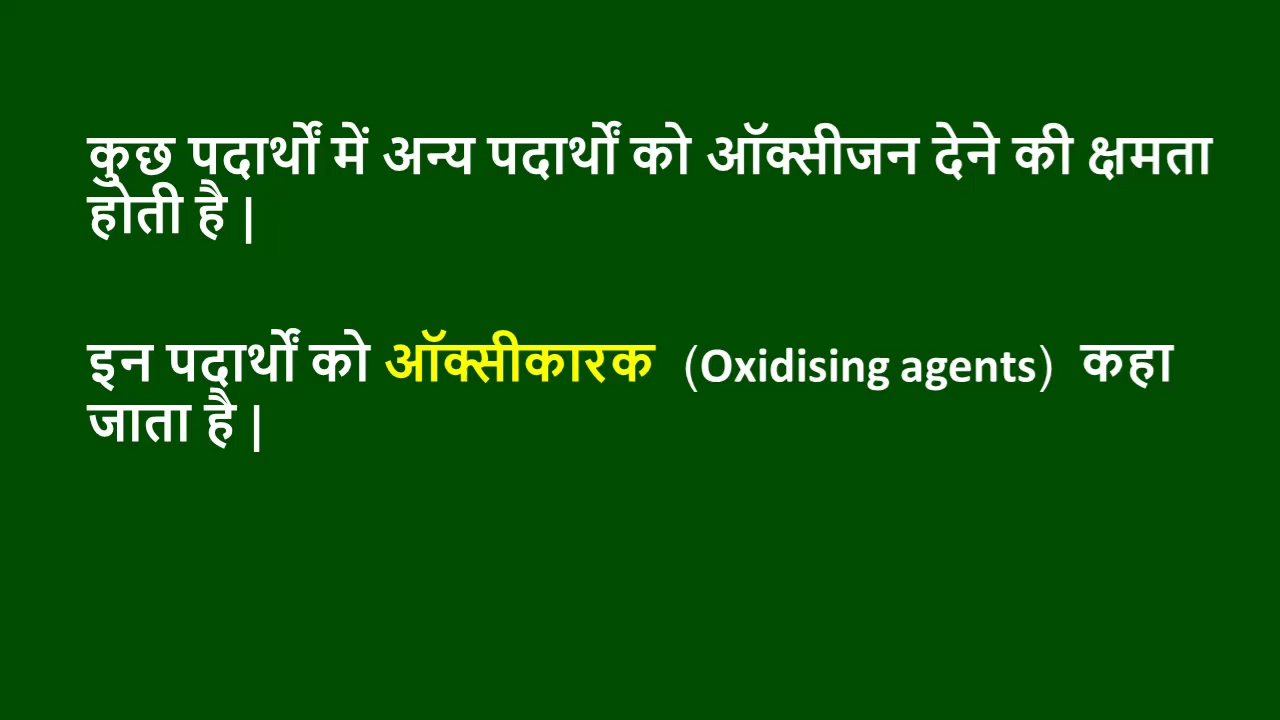 कुछ पदार्थों में अन्य पदार्थों को ऑक्सीजन देने की क्षमता
होती है |
इन पदार्थों को ऑक्सीकारक (Oxidising agents) कहा
जाता है |